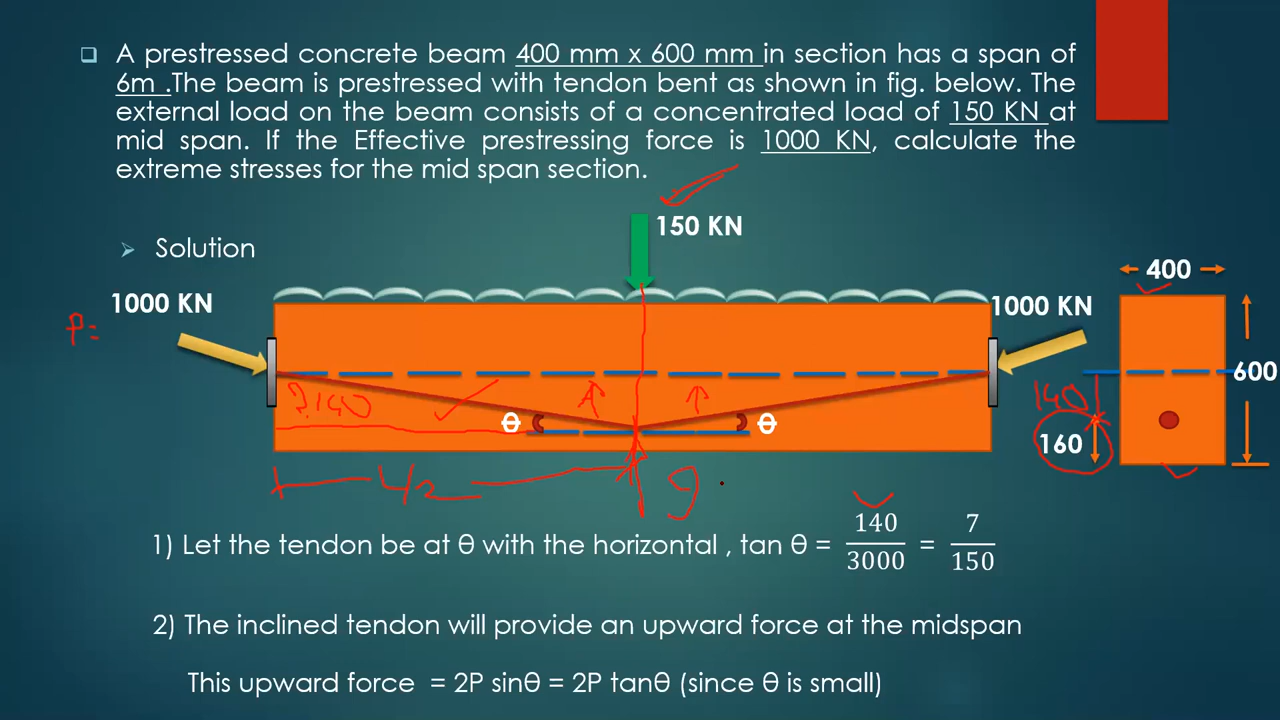 A prestressed concrete beam 400 mm x 600 mm in section has a span of
6m .The beam is prestressed with tendon bent as shown in fig. below. The
external load on the beam consists of a concentrated load of 150 KN at
mid span. If the Effective prestressing force is 1000 KN, calculate the
extreme stresses for the mid span section.
150 KN
Solution
400
1000 KN
1000 KN
P=
600
?140
140
θ
θ
160
L/2
1) Let the tendon be at θ with the horizontal , tan θ = 140/3000 = 7/150
2) The inclined tendon will provide an upward force at the midspan
This upward force = 2P sinθ = 2P tanθ (since θ is small)